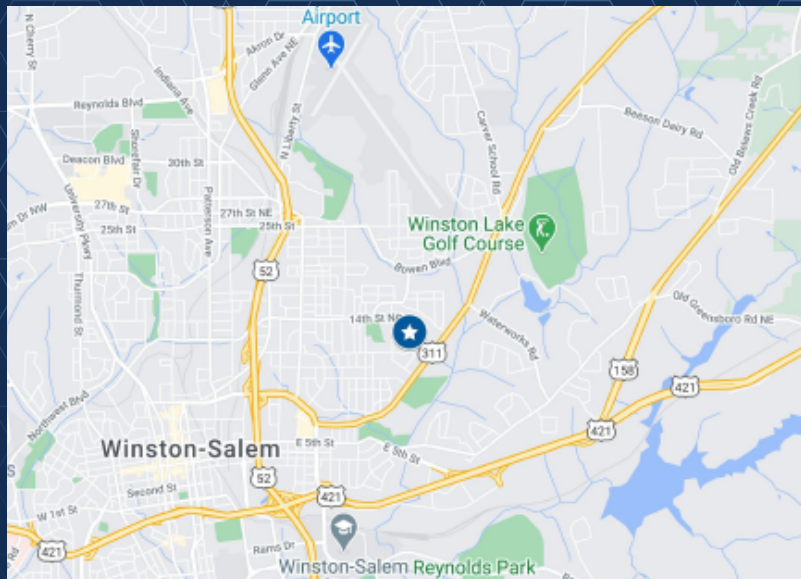 Airport
N Cherry St
Akron Dr
Glenn Ave NE
Indiana Ave
Reynolds Blvd
N Liberty St
Carver School Rd
Beeson Dairy Rd
Old Belews Creek Rd
Shorefair Dr
Deacon Blvd
30th St
University Pkwy
Patterson Ave
27th St
27th St NE
25th St
25th St
Winston Lake
Golf Course
Bowen Blvd
52
Thurmond St
14th St NE
Waterworks Rd
Old Greensboro Rd NE
311
158
421
Northwest Blvd
421
E 5th St
E 5th St
Winston-Salem
52
Second St
421
W 1st St
421
Rams Dr
Winston-Salem
Reynolds Park